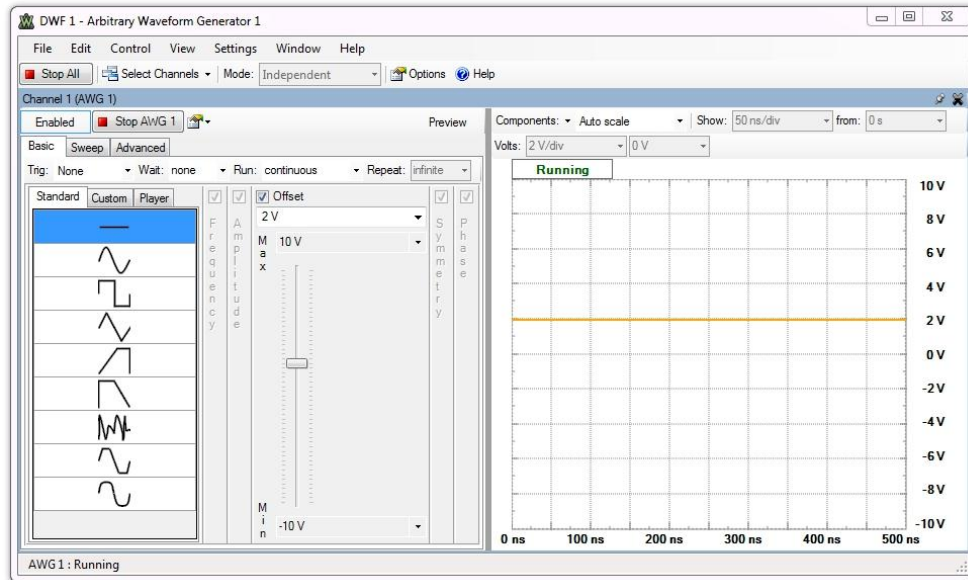 DWF 1 - Arbitrary Waveform Generator 1
File Edit Control View Settings Window Help
Stop All Select Channels Mode: Independent Options Help
Channel 1 (AWG 1)
Enabled Stop AWG 1 Preview
Basic Sweep Advanced
Trig: None Wait: none Run: continuous Repeat: infinite
Standard Custom Player
Frequency
Amplitude
Offset
2 V
Max
10 V
Min
-10 V
Symmetry
Phase
Components: Auto scale Show: 50 ns/div from: 0 s
Volts: 2 V/div 0 V
Running
10 V
8 V
6 V
4 V
2 V
0 V
-2 V
-4 V
-6 V
-8 V
-10 V
0 ns 100 ns 200 ns 300 ns 400 ns 500 ns
AWG 1 : Running